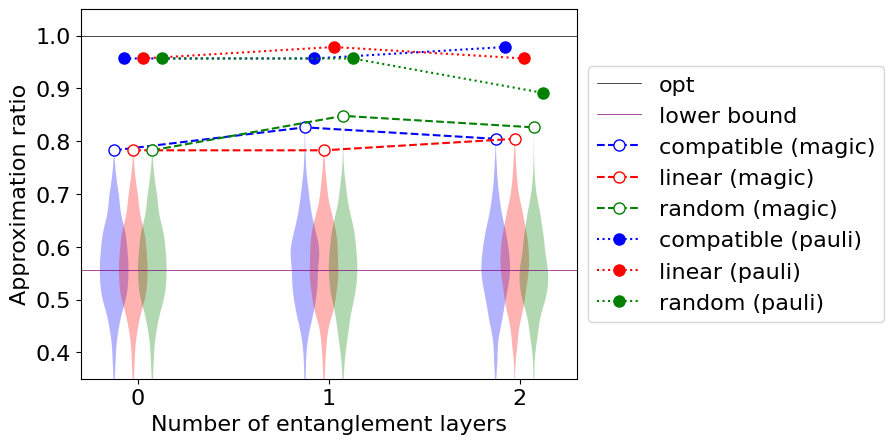 1.0
0.9
0.8
0.7
0.6
0.5
0.4
Approximation ratio
0 1 2
Number of entanglement layers
opt
lower bound
compatible (magic)
linear (magic)
random (magic)
compatible (pauli)
linear (pauli)
random (pauli)